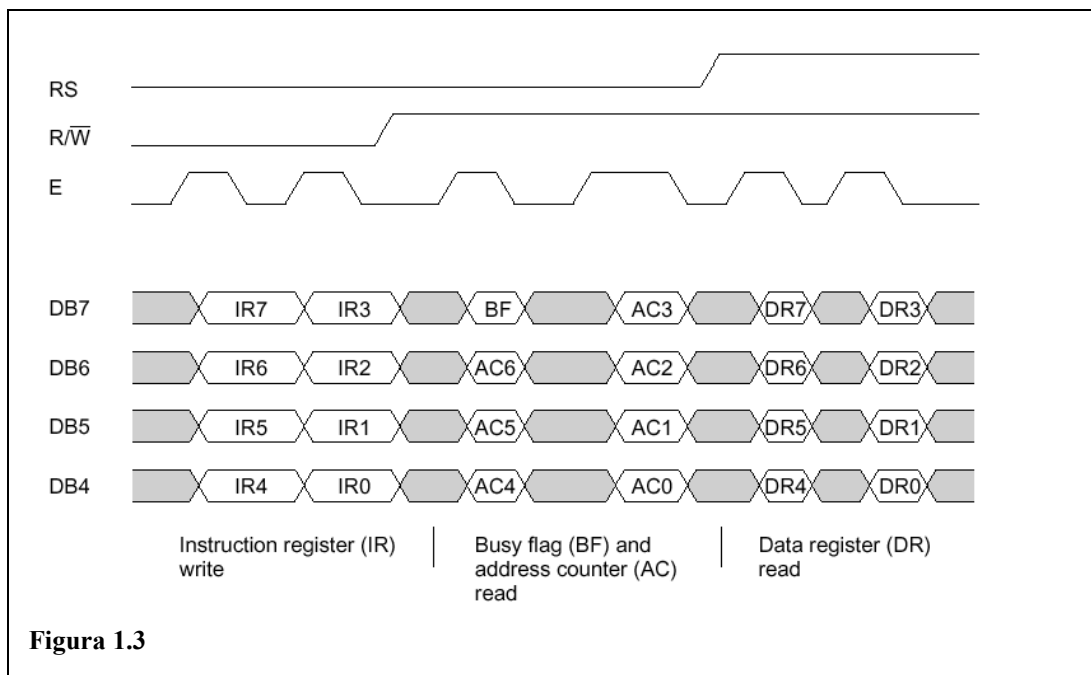 RS
R/W̅
E
DB7 IR7 IR3 BF AC3 DR7 DR3
DB6 IR6 IR2 AC6 AC2 DR6 DR2
DB5 IR5 IR1 AC5 AC1 DR5 DR1
DB4 IR4 IR0 AC4 AC0 DR4 DR0
Instruction register (IR)
write
Busy flag (BF) and
address counter (AC)
read
Data register (DR)
read
Figura 1.3